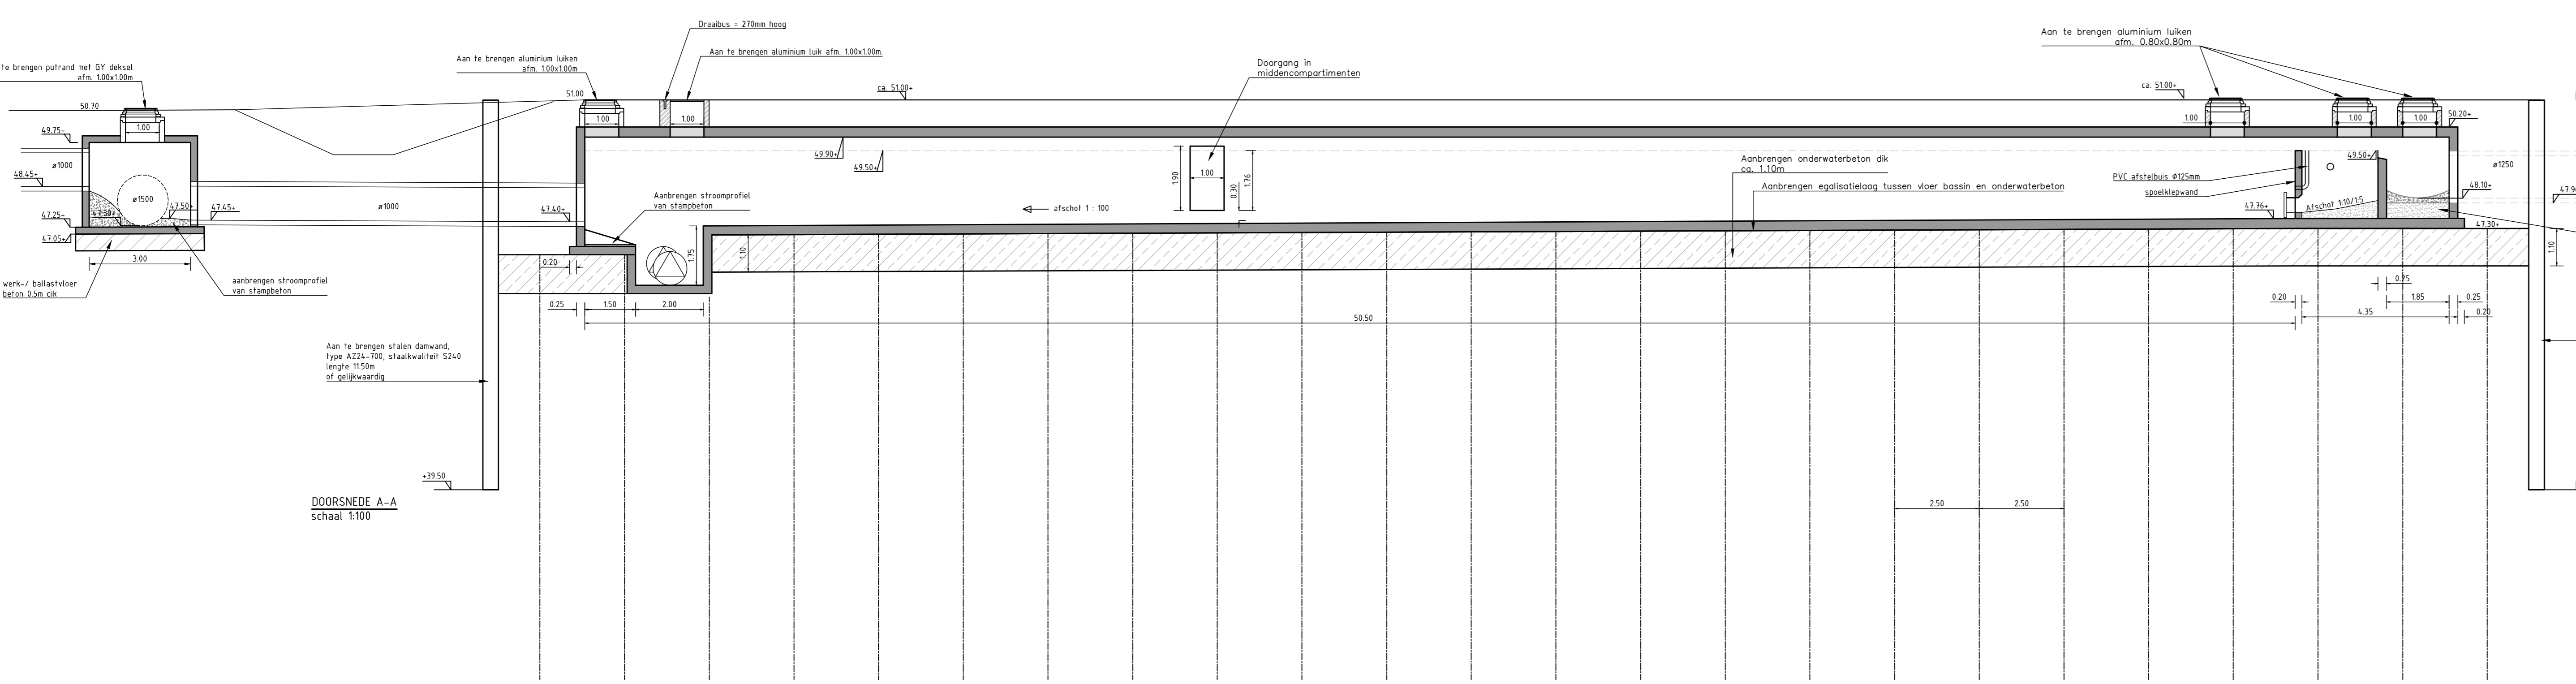 Draaibus = 270mm hoog
Aan te brengen aluminium luiken
afm. 1.00x1.00m
Aan te brengen aluminium luik afm. 1.00x1.00m.
te brengen putrand met GY deksel
afm. 1.00x1.00m
Doorgang in
middencompartimenten
Aan te brengen aluminium luiken
afm. 0.80x0.80m
50.70
51.00
ca. 51.00+
ca. 51.00+
1.00
1.00
1.00
1.00
1.00
1.00
50.20+
49.75+
ø1000
48.45+
ø1500
47.30+
47.50+
47.45+
47.25+
47.05+
3.00
ø1000
47.40+
49.90+
49.50+
Aanbrengen stroomprofiel
van stampbeton
1.90
1.00
0.30
1.76
afschot 1 : 100
Aanbrengen onderwaterbeton dik
ca. 1.10m
Aanbrengen egalisatielaag tussen vloer bassin en onderwaterbeton
PVC afstelbuis Ø125mm
spoelklepwand
49.50+
Afschot 1:10/1:5
47.76+
ø1250
48.10+
47.9
47.30+
1.10
werk-/ ballastvloer
beton 0.5m dik
aanbrengen stroomprofiel
van stampbeton
0.20
1.75
1.10
0.25
1.50
2.00
50.50
0.25
0.20
1.85
0.25
4.35
0.20
Aan te brengen stalen damwand,
type AZ24-700, staalkwaliteit S240
lengte 11.50m
of gelijkwaardig
+39.50
DOORSNEDE A-A
schaal 1:100
2.50
2.50